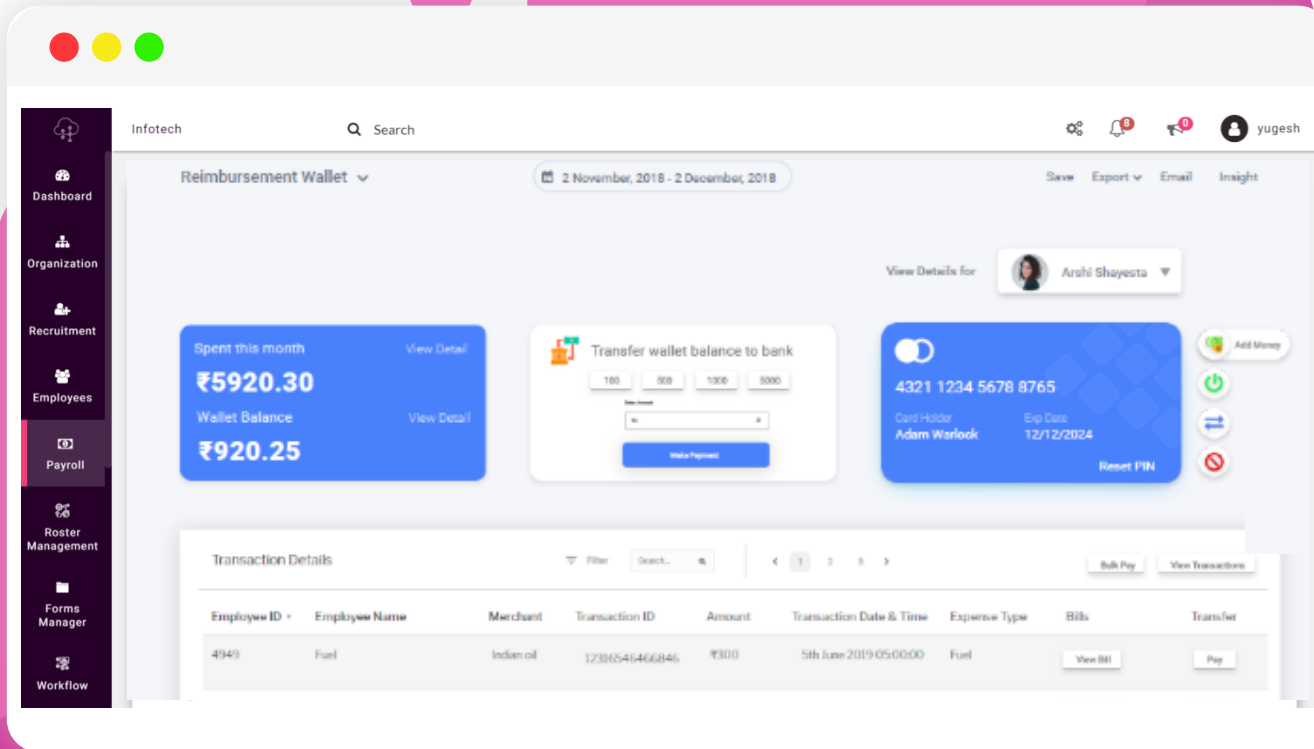 Infotech
Search
8
0
yugesh
Dashboard
Organization
Recruitment
Employees
Payroll
Roster
Management
Forms
Manager
Workflow
Reimbursement Wallet
2 November, 2018 - 2 December, 2018
Save Export Email Insight
View Details for
Arshi Shayesta
Spent this month View Detail
₹5920.30
Wallet Balance View Detail
₹920.25
Transfer wallet balance to bank
100 500 1000 5000
Make Payment
4321 1234 5678 8765
Card Holder Exp Date
Adam Warlock 12/12/2024
Reset PIN
Add Money
Transaction Details
Filter Search.. 1 2 3
Bulk Pay View Transactions
Employee ID Employee Name Merchant Transaction ID Amount Transaction Date & Time Expense Type Bills Transfer
4949 Fuel Indian oil 12316546466846 ₹300 5th June 2019 05:00:00 Fuel View Bill Pay